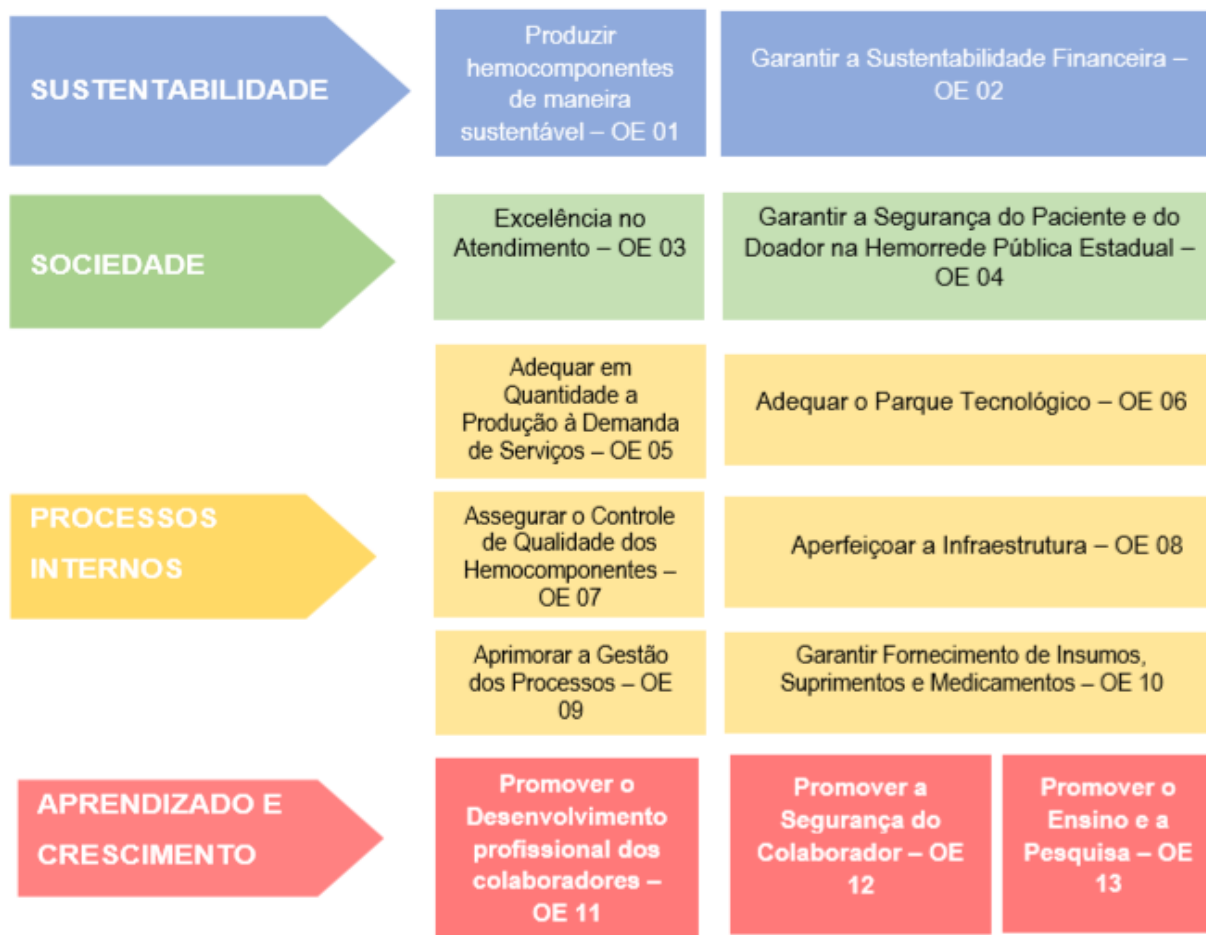 SUSTENTABILIDADE
Produzir
hemocomponentes
de maneira
sustentável – OE 01
Garantir a Sustentabilidade Financeira –
OE 02
SOCIEDADE
Excelência no
Atendimento – OE 03
Garantir a Segurança do Paciente e do
Doador na Hemorrede Pública Estadual –
OE 04
PROCESSOS
INTERNOS
Adequar em
Quantidade a
Produção à Demanda
de Serviços – OE 05
Adequar o Parque Tecnológico – OE 06
Assegurar o Controle
de Qualidade dos
Hemocomponentes –
OE 07
Aperfeiçoar a Infraestrutura – OE 08
Aprimorar a Gestão
dos Processos – OE
09
Garantir Fornecimento de Insumos,
Suprimentos e Medicamentos – OE 10
APRENDIZADO E
CRESCIMENTO
Promover o
Desenvolvimento
profissional dos
colaboradores –
OE 11
Promover a
Segurança do
Colaborador – OE
12
Promover o
Ensino e a
Pesquisa – OE
13